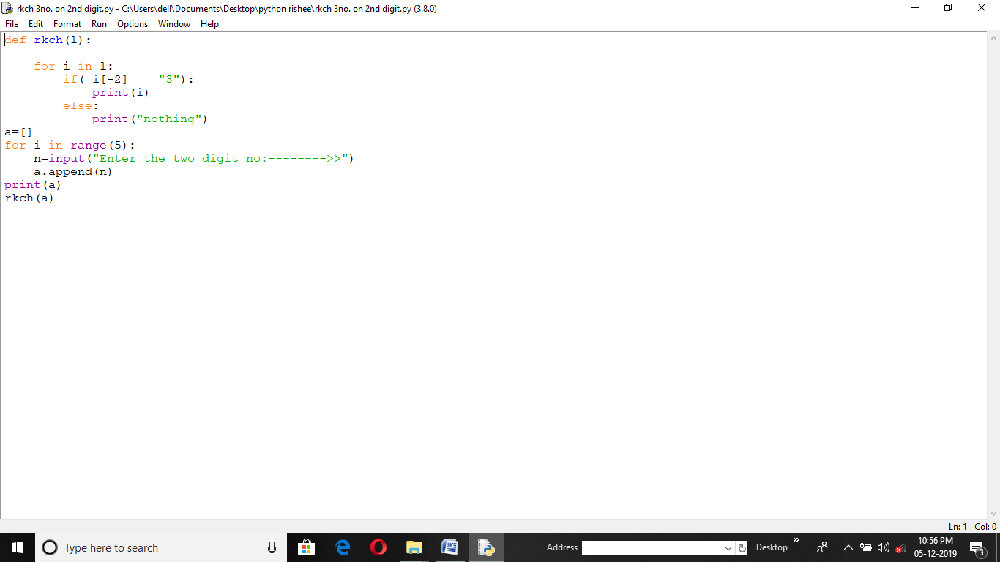 rkch 3no. on 2nd digit.py - C:\Users\dell\Documents\Desktop\python rishee\rkch 3no. on 2nd digit.py (3.8.0)
File Edit Format Run Options Window Help
def rkch(l):
    for i in l:
        if( i[-2] == "3"):
            print(i)
        else:
            print("nothing")
a=[]
for i in range(5):
    n=input("Enter the two digit no:-------->>")
    a.append(n)
print(a)
rkch(a)
Ln: 1 Col: 0
Type here to search
Address
Desktop
10:56 PM
05-12-2019
3